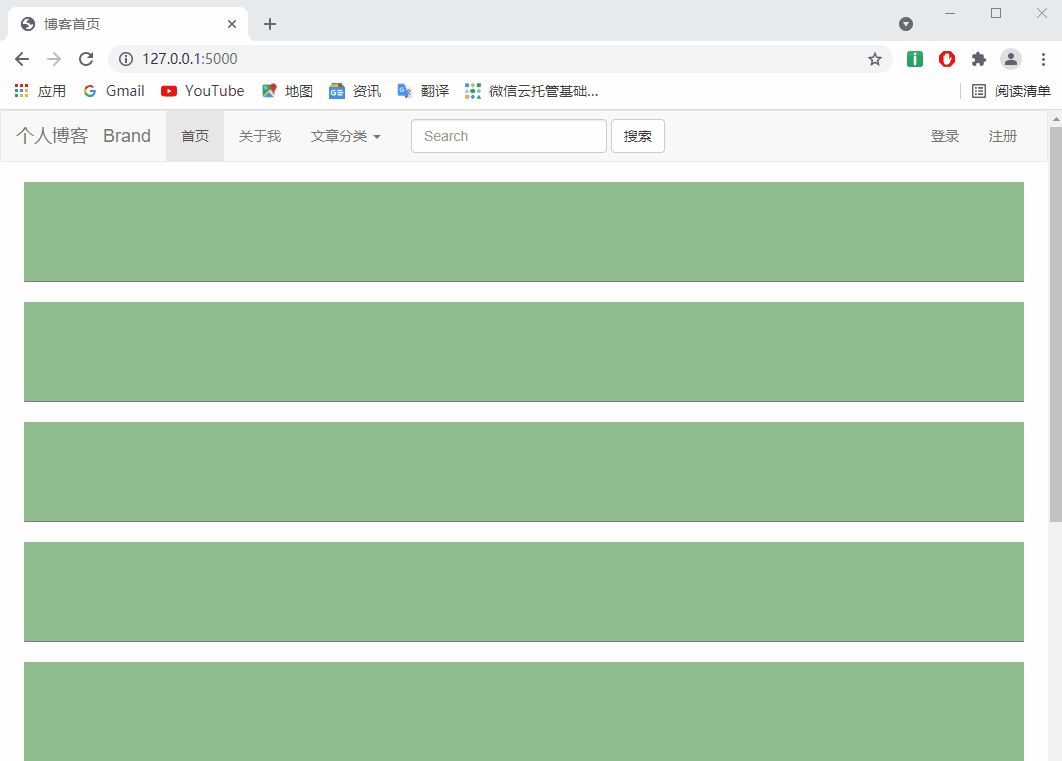 博客首页
127.0.0.1:5000
应用 Gmail YouTube 地图 资讯 翻译 微信云托管基础... 阅读清单
个人博客 Brand 首页 关于我 文章分类 Search 搜索 登录 注册